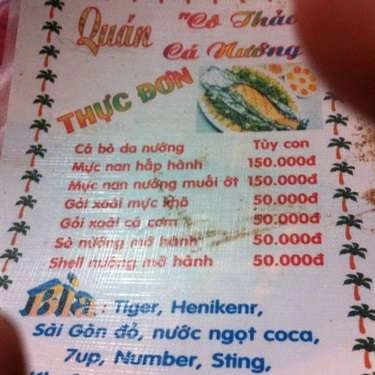 Quán "Cô Thảo
Cá Nướng
THỰC ĐƠN
Cá bò da nướng Tùy con
Mực nan hấp hành 150.000đ
Mực nan nướng muối ớt 150.000đ
Gỏi xoài mực khô 50.000đ
Gỏi xoài cá cơm 50.000đ
Sò nướng mỡ hành 50.000đ
Shell nướng mỡ hành 50.000đ
BIA : Tiger, Henikenr,
Sài Gòn đỏ, nước ngọt coca,
7up, Number, Sting,